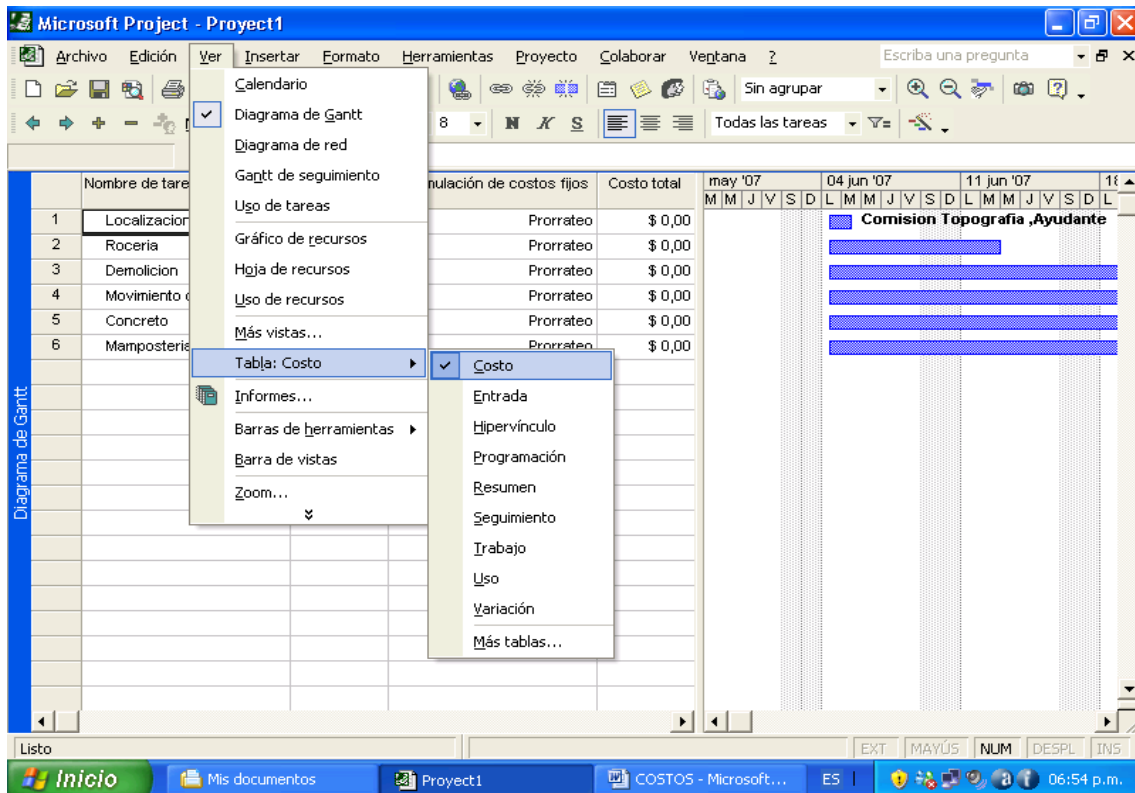 Microsoft Project - Proyect1
Archivo Edición Ver Insertar Formato Herramientas Proyecto Colaborar Ventana ? Escriba una pregunta
Sin agrupar
8 N K S Todas las tareas
Calendario
Diagrama de Gantt
Diagrama de red
Gantt de seguimiento
Uso de tareas
Gráfico de recursos
Hoja de recursos
Uso de recursos
Más vistas...
Tabla: Costo
Informes...
Barras de herramientas
Barra de vistas
Zoom...
Costo
Entrada
Hipervínculo
Programación
Resumen
Seguimiento
Trabajo
Uso
Variación
Más tablas...
Nombre de tare mulación de costos fijos Costo total may '07 04 jun '07 11 jun '07 18
M M J V S D L M M J V S D L M M J V S D L
1 Localizacion Prorrateo $ 0,00 Comision Topografia ,Ayudante
2 Roceria Prorrateo $ 0,00
3 Demolicion Prorrateo $ 0,00
4 Movimiento Prorrateo $ 0,00
5 Concreto Prorrateo $ 0,00
6 Mamposteria Prorrateo $ 0,00
Diagrama de Gantt
Listo EXT MAYÚS NUM DESPL INS
Inicio Mis documentos Proyect1 COSTOS - Microsoft... ES 06:54 p.m.